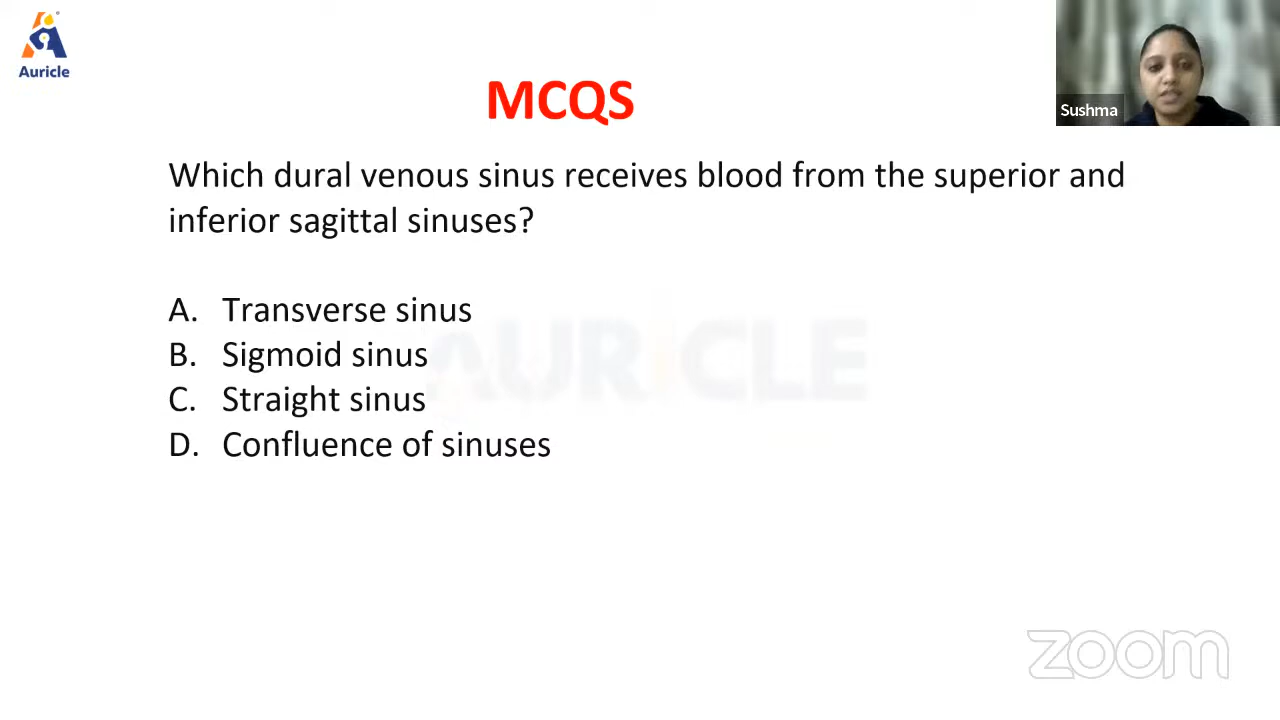 Auricle
MCQS
Sushma
Which dural venous sinus receives blood from the superior and
inferior sagittal sinuses?
A. Transverse sinus
B. Sigmoid sinus
C. Straight sinus
D. Confluence of sinuses
AURICLE
zoom